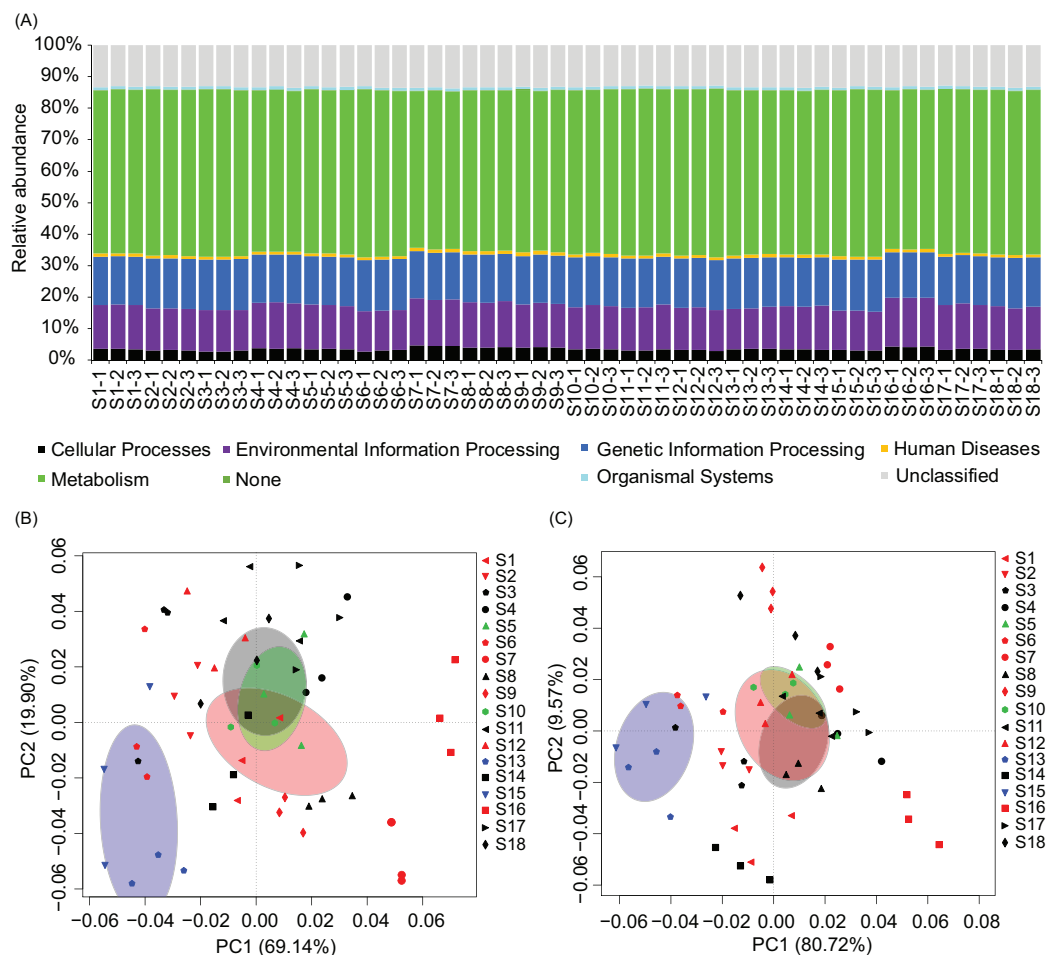 (A)
100%
90%
80%
70%
60%
50%
40%
30%
20%
10%
0%
Relative abundance
S1-1 S1-2 S1-3 S2-1 S2-2 S2-3 S3-1 S3-2 S3-3 S4-1 S4-2 S4-3 S5-1 S5-2 S5-3 S6-1 S6-2 S6-3 S7-1 S7-2 S7-3 S8-1 S8-2 S8-3 S9-1 S9-2 S9-3 S10-1 S10-2 S10-3 S11-1 S11-2 S11-3 S12-1 S12-2 S12-3 S13-1 S13-2 S13-3 S14-1 S14-2 S14-3 S15-1 S15-2 S15-3 S16-1 S16-2 S16-3 S17-1 S17-2 S17-3 S18-1 S18-2 S18-3
Cellular Processes Environmental Information Processing Genetic Information Processing Human Diseases
Metabolism None Organismal Systems Unclassified
(B)
0.06
0.04
0.02
0.00
−0.02
−0.04
−0.06
PC2 (19.90%)
−0.06 −0.04 −0.02 0.00 0.02 0.04 0.06
PC1 (69.14%)
S1
S2
S3
S4
S5
S6
S7
S8
S9
S10
S11
S12
S13
S14
S15
S16
S17
S18
(C)
0.06
0.04
0.02
0.00
−0.02
−0.04
−0.06
PC2 (9.57%)
−0.06 −0.04 −0.02 0.00 0.02 0.04 0.06 0.08
PC1 (80.72%)
S1
S2
S3
S4
S5
S6
S7
S8
S9
S10
S11
S12
S13
S14
S15
S16
S17
S18